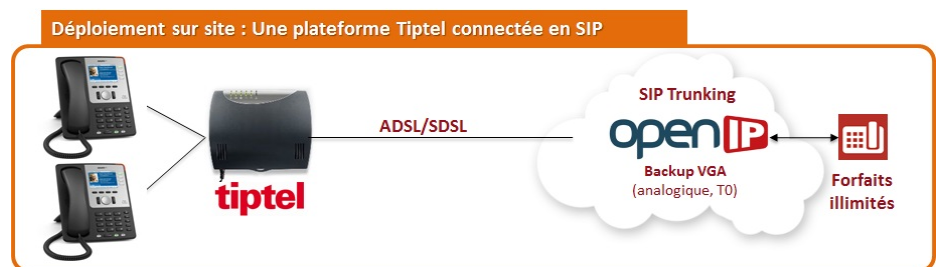 Déploiement sur site : Une plateforme Tiptel connectée en SIP
ADSL/SDSL
tiptel
SIP Trunking
openIP
Backup VGA
(analogique, T0)
Forfaits
illimités